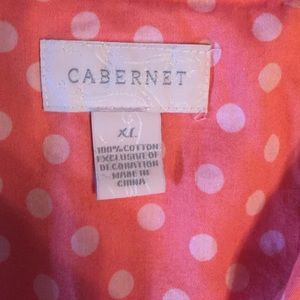 CABERNET
XL
100% COTTON
EXCLUSIVE OF
DECORATION
MADE IN
CHINA